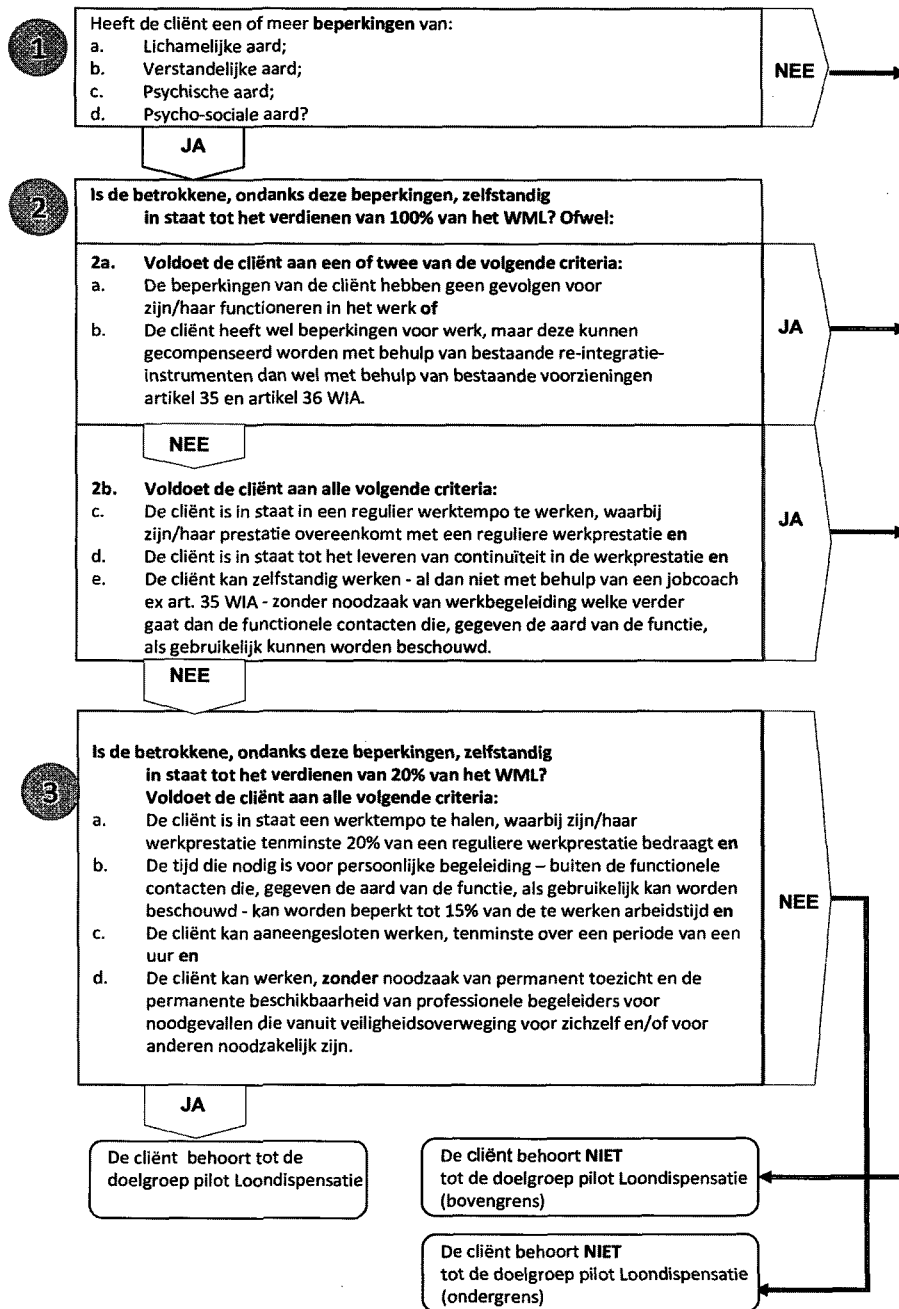 1
Heeft de cliënt een of meer beperkingen van:
a. Lichamelijke aard;
b. Verstandelijke aard;
c. Psychische aard;
d. Psycho-sociale aard?
NEE
JA
2
Is de betrokkene, ondanks deze beperkingen, zelfstandig
in staat tot het verdienen van 100% van het WML? Ofwel:
2a. Voldoet de cliënt aan een of twee van de volgende criteria:
a. De beperkingen van de cliënt hebben geen gevolgen voor
zijn/haar functioneren in het werk of
b. De cliënt heeft wel beperkingen voor werk, maar deze kunnen
gecompenseerd worden met behulp van bestaande re-integratie-
instrumenten dan wel met behulp van bestaande voorzieningen
artikel 35 en artikel 36 WIA.
JA
NEE
2b. Voldoet de cliënt aan alle volgende criteria:
c. De cliënt is in staat in een regulier werktempo te werken, waarbij
zijn/haar prestatie overeenkomt met een reguliere werkprestatie en
d. De cliënt is in staat tot het leveren van continuïteit in de werkprestatie en
e. De cliënt kan zelfstandig werken - al dan niet met behulp van een jobcoach
ex art. 35 WIA - zonder noodzaak van werkbegeleiding welke verder
gaat dan de functionele contacten die, gegeven de aard van de functie,
als gebruikelijk kunnen worden beschouwd.
JA
NEE
3
Is de betrokkene, ondanks deze beperkingen, zelfstandig
in staat tot het verdienen van 20% van het WML?
Voldoet de cliënt aan alle volgende criteria:
a. De cliënt is in staat een werktempo te halen, waarbij zijn/haar
werkprestatie tenminste 20% van een reguliere werkprestatie bedraagt en
b. De tijd die nodig is voor persoonlijke begeleiding – buiten de functionele
contacten die, gegeven de aard van de functie, als gebruikelijk kan worden
beschouwd - kan worden beperkt tot 15% van de te werken arbeidstijd en
c. De cliënt kan aaneengesloten werken, tenminste over een periode van een
uur en
d. De cliënt kan werken, zonder noodzaak van permanent toezicht en de
permanente beschikbaarheid van professionele begeleiders voor
noodgevallen die vanuit veiligheidsoverweging voor zichzelf en/of voor
anderen noodzakelijk zijn.
NEE
JA
De cliënt behoort tot de
doelgroep pilot Loondispensatie
De cliënt behoort NIET
tot de doelgroep pilot Loondispensatie
(bovengrens)
De cliënt behoort NIET
tot de doelgroep pilot Loondispensatie
(ondergrens)